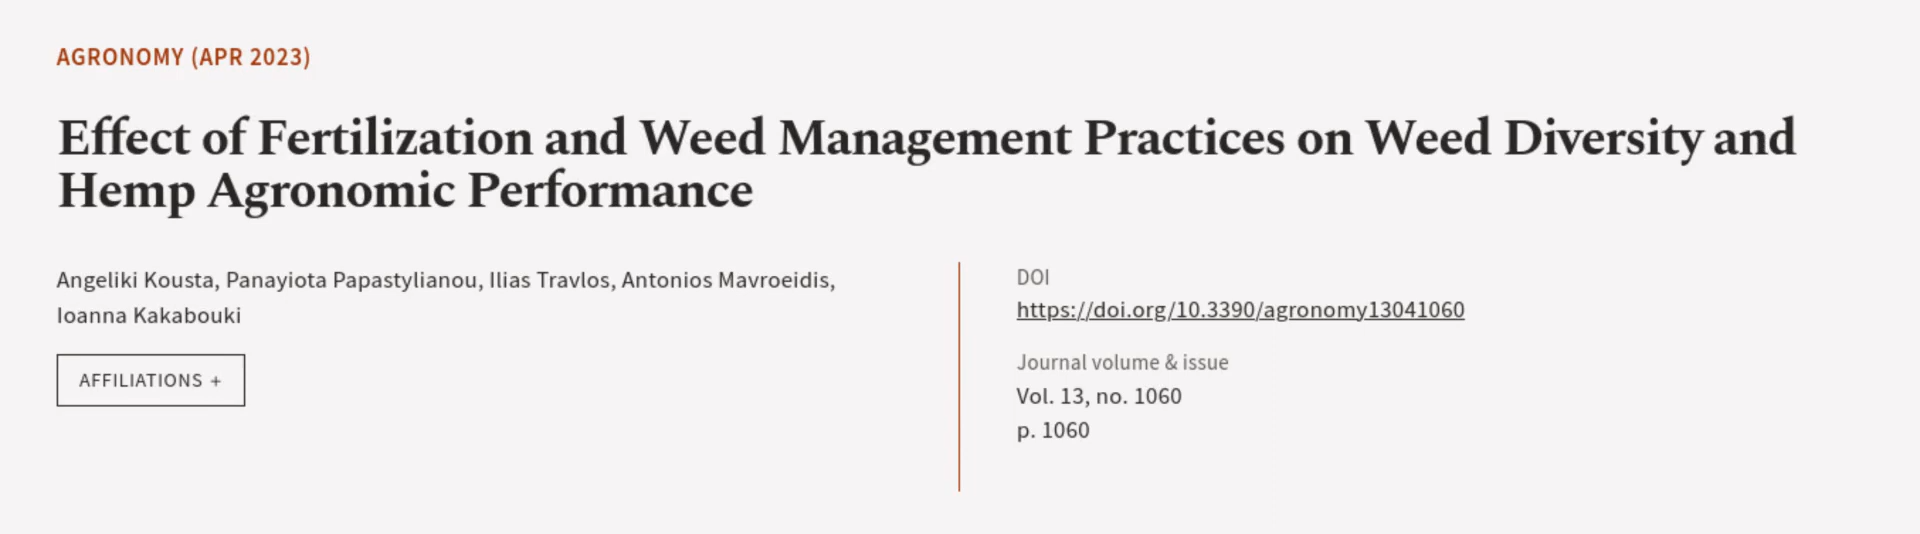 AGRONOMY (APR 2023)
Effect of Fertilization and Weed Management Practices on Weed Diversity and
Hemp Agronomic Performance
Angeliki Kousta, Panayiota Papastylianou, Ilias Travlos, Antonios Mavroeidis,
Ioanna Kakabouki
AFFILIATIONS +
DOI
https://doi.org/10.3390/agronomy13041060
Journal volume & issue
Vol. 13, no. 1060
p. 1060